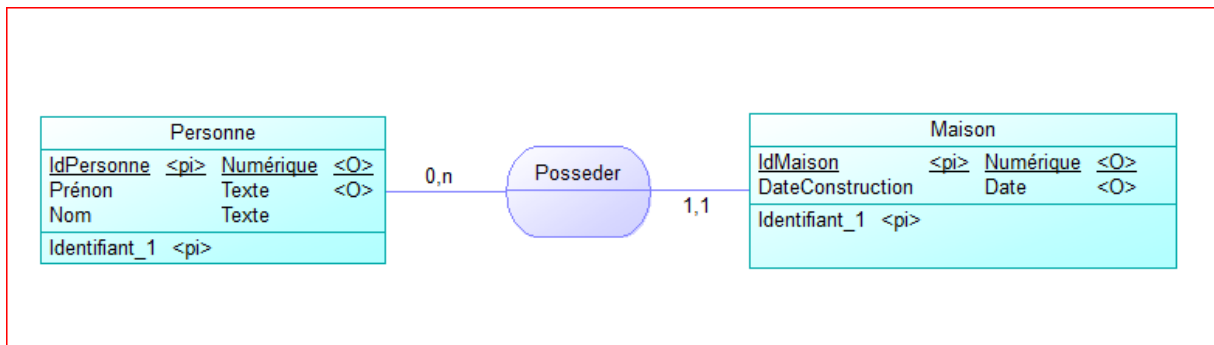 Personne
IdPersonne <pi> Numérique <O>
Prénon Texte <O>
Nom Texte
Identifiant_1 <pi>
0,n
Posseder
1,1
Maison
IdMaison <pi> Numérique <O>
DateConstruction Date <O>
Identifiant_1 <pi>